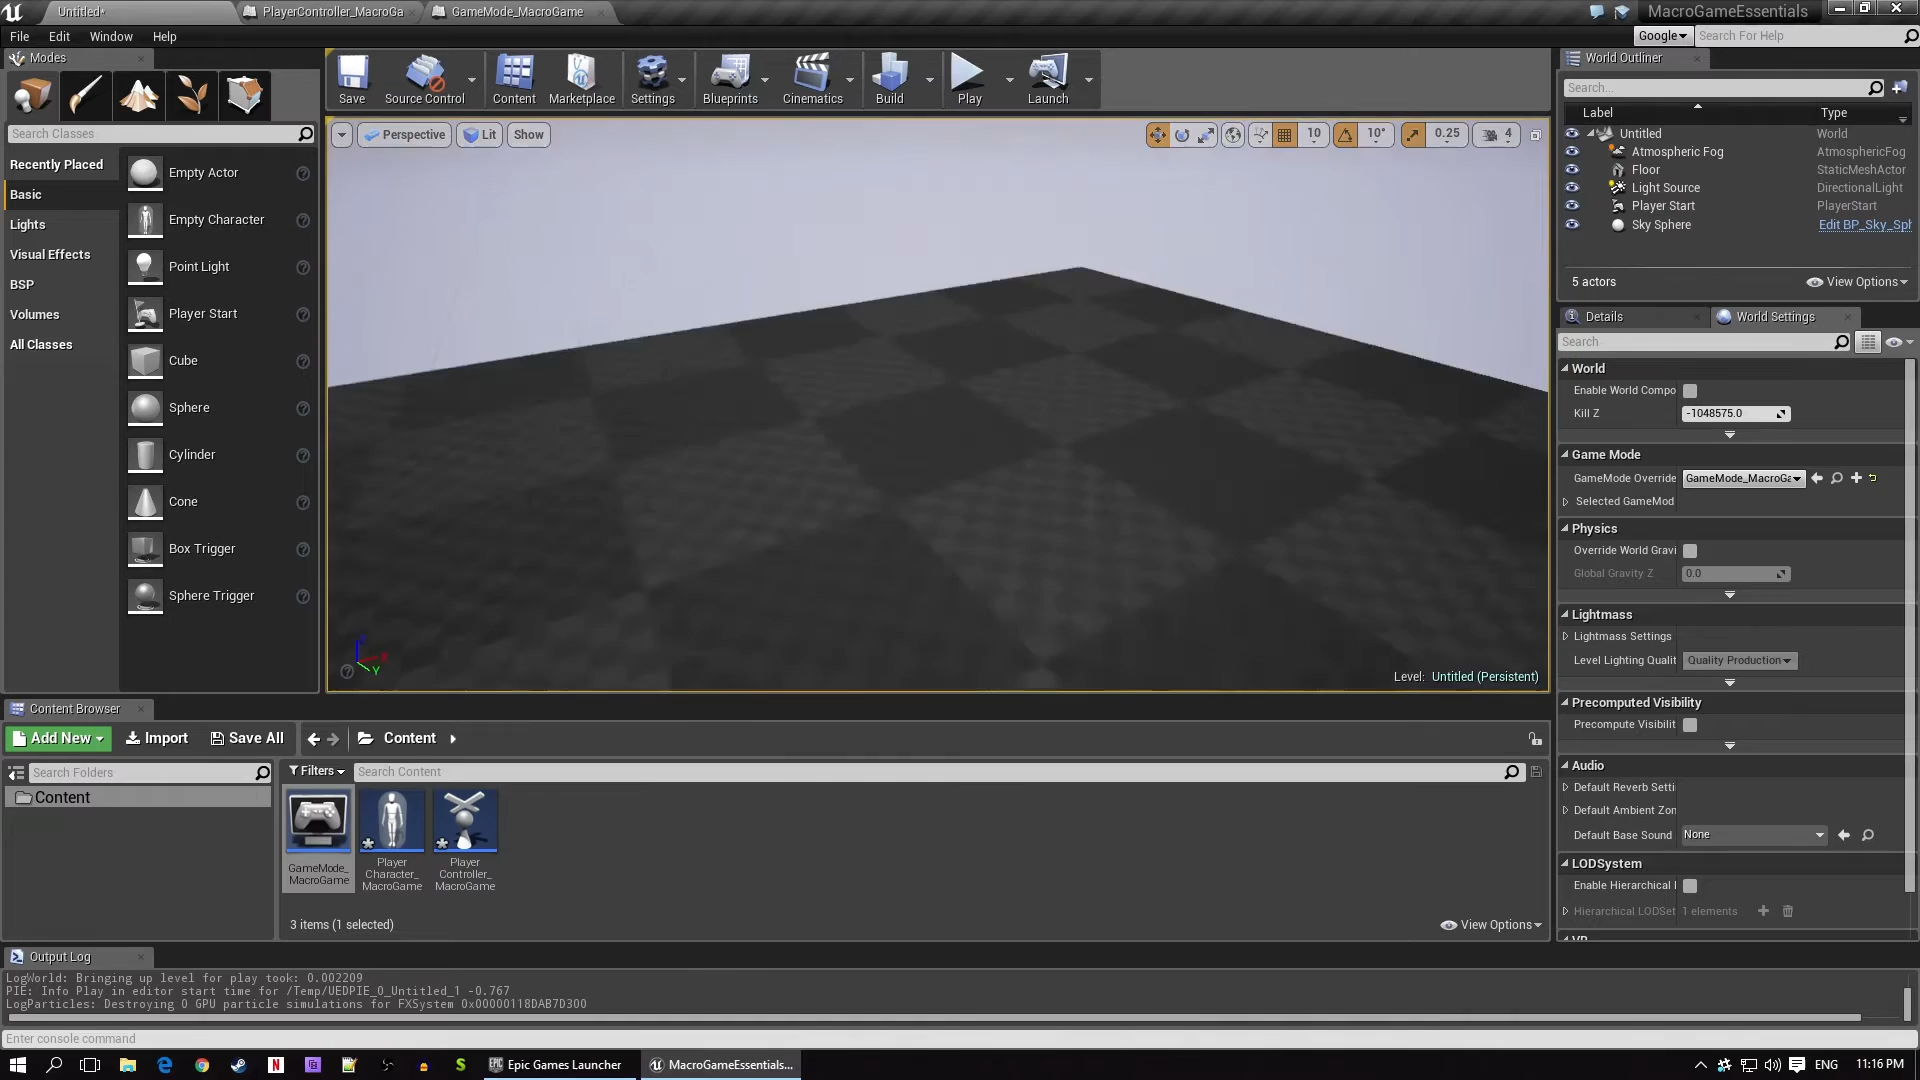 Untitled*
PlayerController_MacroGa
GameMode_MacroGame
MacroGameEssentials
File
Edit
Window
Help
Google
Search For Help
Modes
Search Classes
Recently Placed
Basic
Lights
Visual Effects
BSP
Volumes
All Classes
Empty Actor
Empty Character
Point Light
Player Start
Cube
Sphere
Cylinder
Cone
Box Trigger
Sphere Trigger
Save
Source Control
Content
Marketplace
Settings
Blueprints
Cinematics
Build
Play
Launch
Perspective
Lit
Show
10
10°
0.25
4
X
Y
Level: Untitled (Persistent)
World Outliner
Search...
Label
Type
Untitled
World
Atmospheric Fog
AtmosphericFog
Floor
StaticMeshActor
Light Source
DirectionalLight
Player Start
PlayerStart
Sky Sphere
Edit BP_Sky_Sph
5 actors
View Options
Details
World Settings
Search
World
Enable World Compo
Kill Z
-1048575.0
Game Mode
GameMode Override
GameMode_MacroGa
Selected GameMod
Physics
Override World Gravi
Global Gravity Z
0.0
Lightmass
Lightmass Settings
Level Lighting Qualit
Quality Production
Precomputed Visibility
Precompute Visibilit
Audio
Default Reverb Setti
Default Ambient Zon
Default Base Sound
None
LODSystem
Enable Hierarchical l
Hierarchical LODSet
1 elements
VR
Content Browser
Add New
Import
Save All
Content
Search Folders
Content
Filters
Search Content
GameMode_
MacroGame
Player
Character_
MacroGame
Player
Controller_
MacroGame
3 items (1 selected)
View Options
Output Log
LogWorld: Bringing up level for play took: 0.002209
PIE: Info Play in editor start time for /Temp/UEDPIE_0_Untitled_1 -0.767
LogParticles: Destroying 0 GPU particle simulations for FXSystem 0x00000118DAB7D300
Enter console command
Epic Games Launcher
MacroGameEssentials...
ENG
11:16 PM